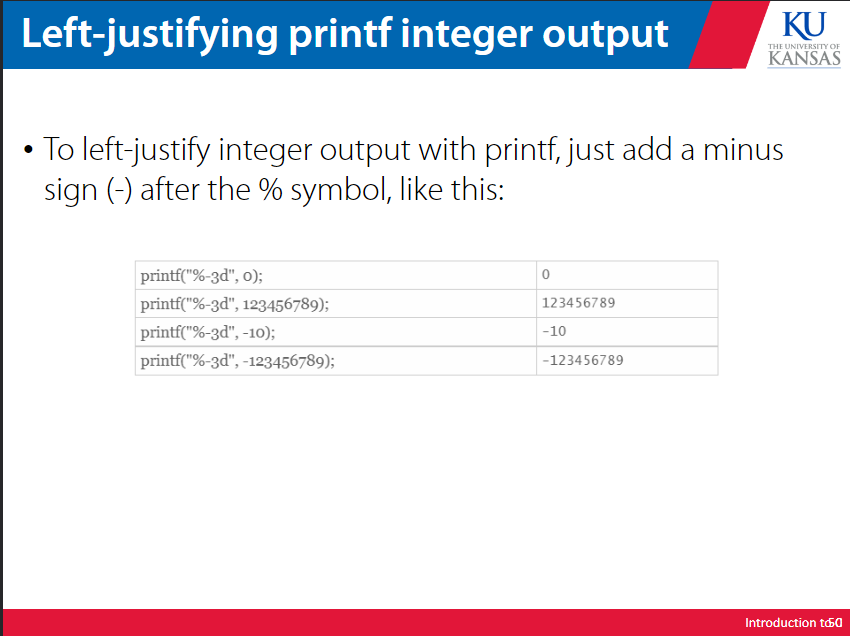 Left-justifying printf integer output
KU
THE UNIVERSITY OF
KANSAS
• To left-justify integer output with printf, just add a minus
sign (-) after the % symbol, like this:
printf("%-3d", 0); 0
printf("%-3d", 123456789); 123456789
printf("%-3d", -10); -10
printf("%-3d", -123456789); -123456789
Introduction